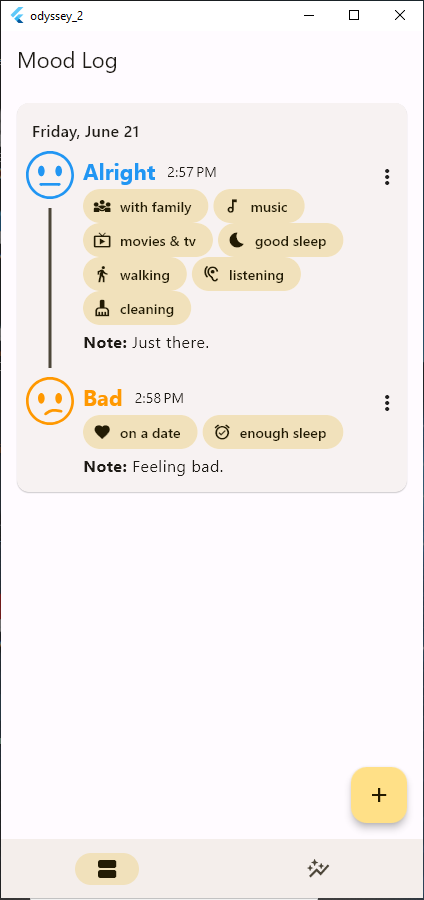 odyssey_2
Mood Log
Friday, June 21
Alright 2:57 PM
with family music
movies & tv good sleep
walking listening
cleaning
Note: Just there.
Bad 2:58 PM
on a date enough sleep
Note: Feeling bad.